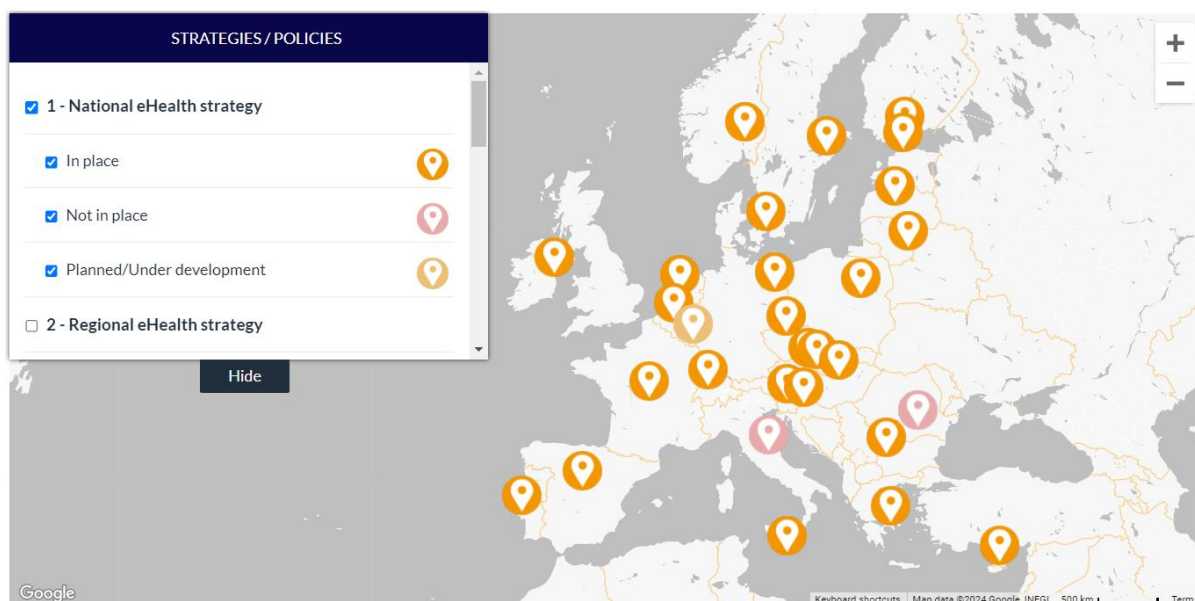 STRATEGIES / POLICIES
1 - National eHealth strategy
In place
Not in place
Planned/Under development
2 - Regional eHealth strategy
Hide
Google
Keyboard shortcuts Map data ©2024 Google, INEGI 500 km Terms